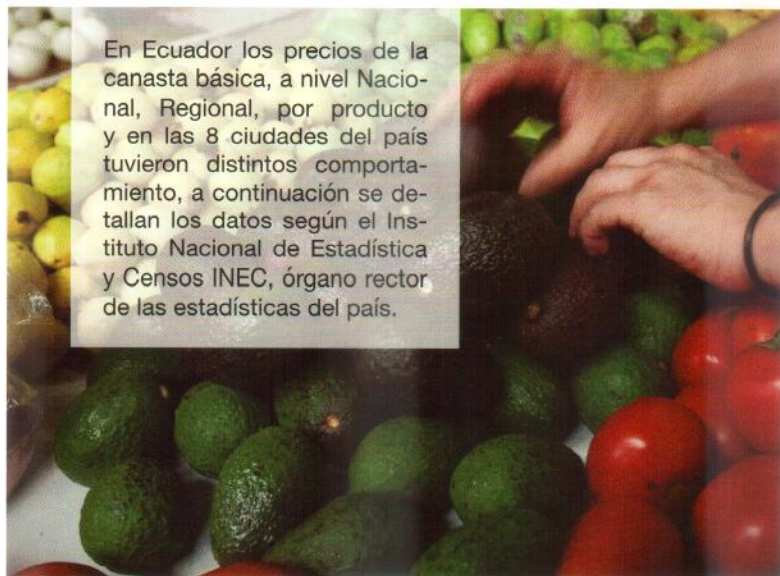 En Ecuador los precios de la
canasta básica, a nivel Nacio-
nal, Regional, por producto
y en las 8 ciudades del país
tuvieron distintos comporta-
miento, a continuación se de-
tallan los datos según el Ins-
tituto Nacional de Estadística
y Censos INEC, órgano rector
de las estadísticas del país.